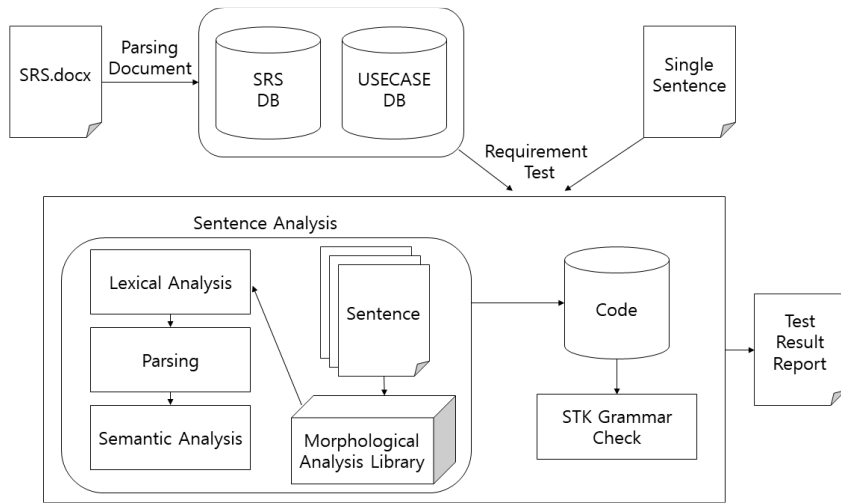 SRS.docx
Parsing
Document
SRS
DB
USECASE
DB
Single
Sentence
Requirement
Test
Sentence Analysis
Lexical Analysis
Parsing
Semantic Analysis
Sentence
Morphological
Analysis Library
Code
STK Grammar
Check
Test
Result
Report